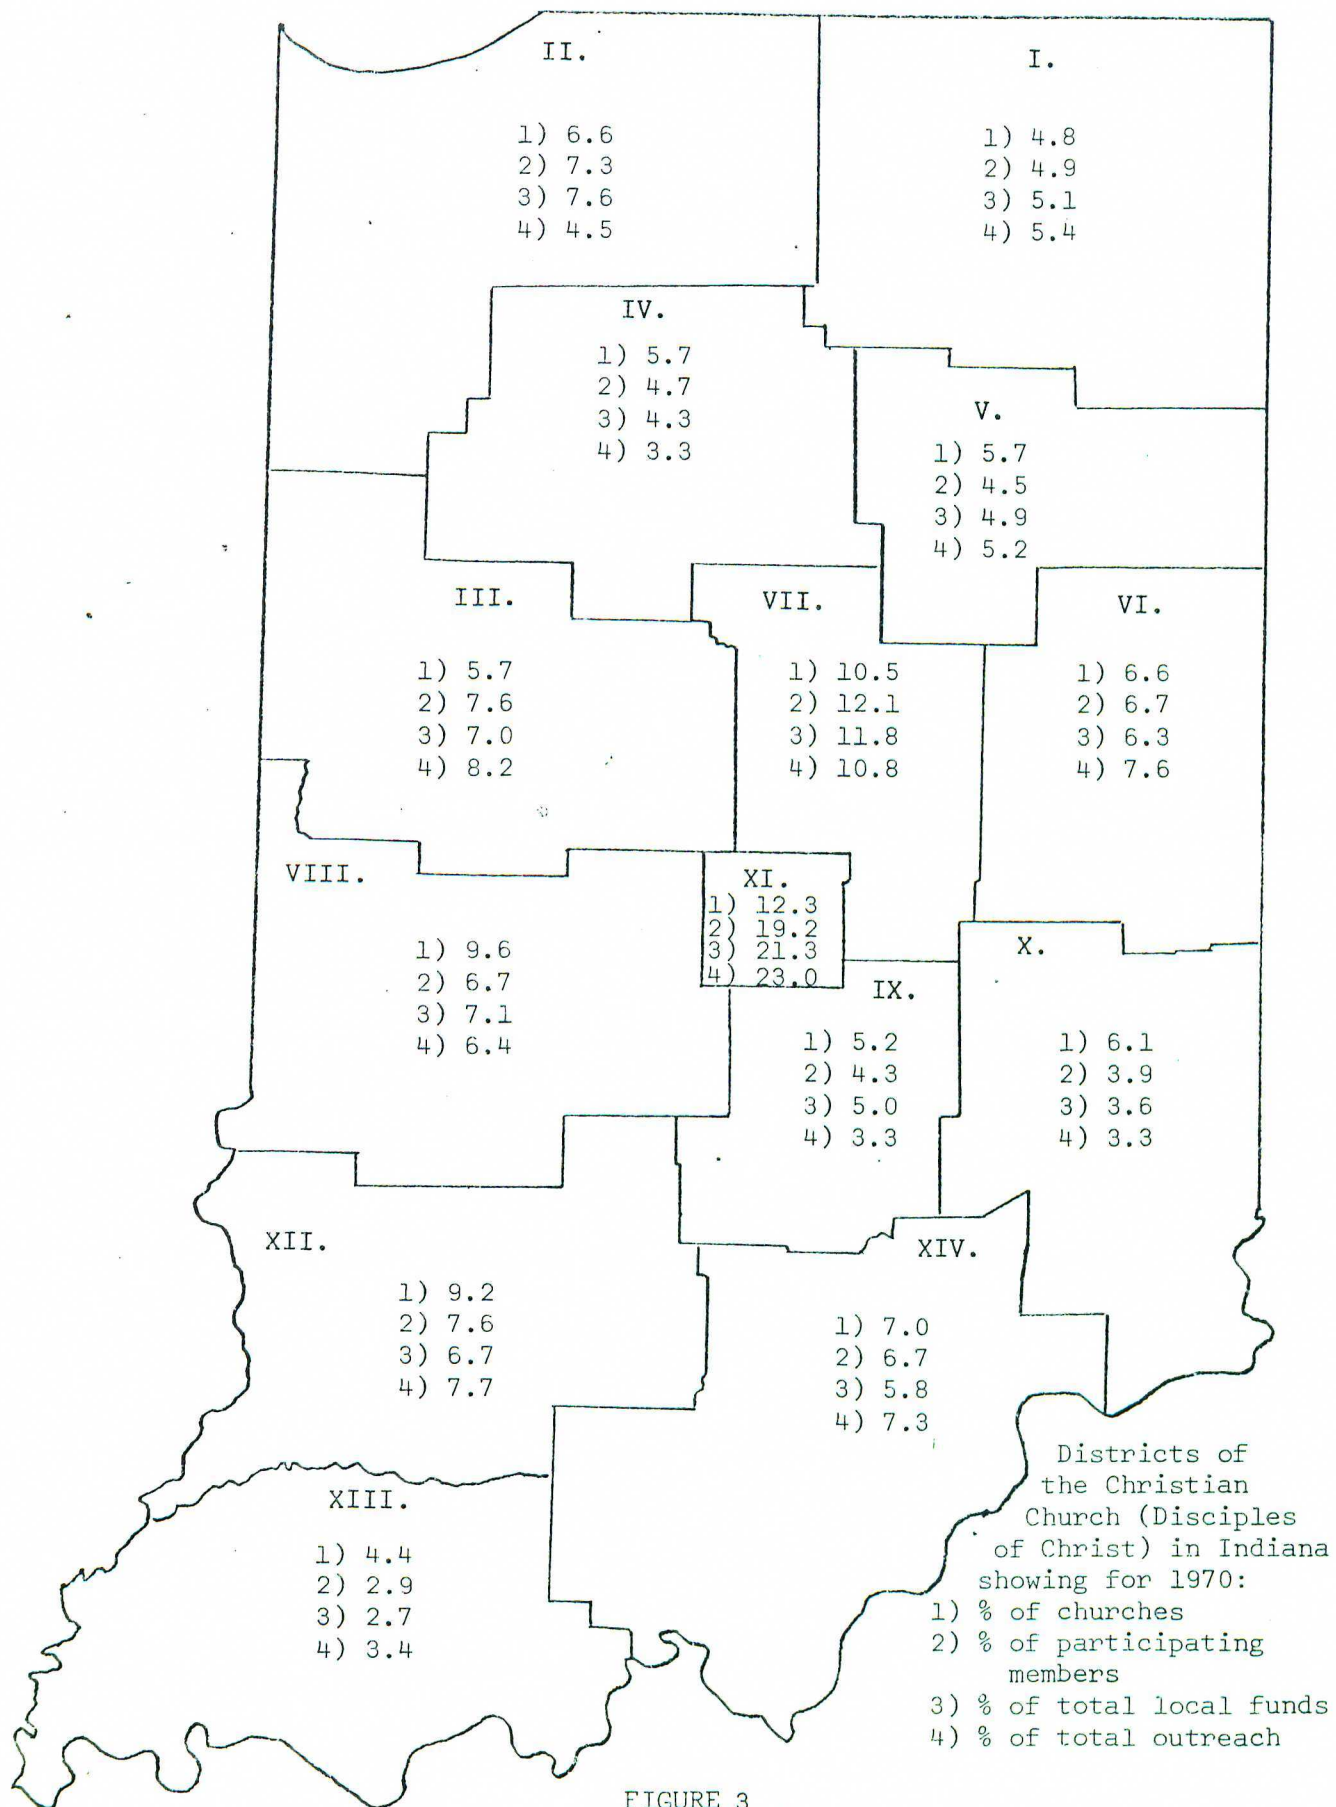 II.
1) 6.6
2) 7.3
3) 7.6
4) 4.5
I.
1) 4.8
2) 4.9
3) 5.1
4) 5.4
IV.
1) 5.7
2) 4.7
3) 4.3
4) 3.3
V.
1) 5.7
2) 4.5
3) 4.9
4) 5.2
III.
1) 5.7
2) 7.6
3) 7.0
4) 8.2
VII.
1) 10.5
2) 12.1
3) 11.8
4) 10.8
VI.
1) 6.6
2) 6.7
3) 6.3
4) 7.6
VIII.
1) 9.6
2) 6.7
3) 7.1
4) 6.4
XI.
1) 12.3
2) 19.2
3) 21.3
4) 23.0
IX.
1) 5.2
2) 4.3
3) 5.0
4) 3.3
X.
1) 6.1
2) 3.9
3) 3.6
4) 3.3
XII.
1) 9.2
2) 7.6
3) 6.7
4) 7.7
XIV.
1) 7.0
2) 6.7
3) 5.8
4) 7.3
XIII.
1) 4.4
2) 2.9
3) 2.7
4) 3.4
Districts of
the Christian
Church (Disciples
of Christ) in Indiana
showing for 1970:
1) % of churches
2) % of participating
members
3) % of total local funds
4) % of total outreach
FIGURE 3